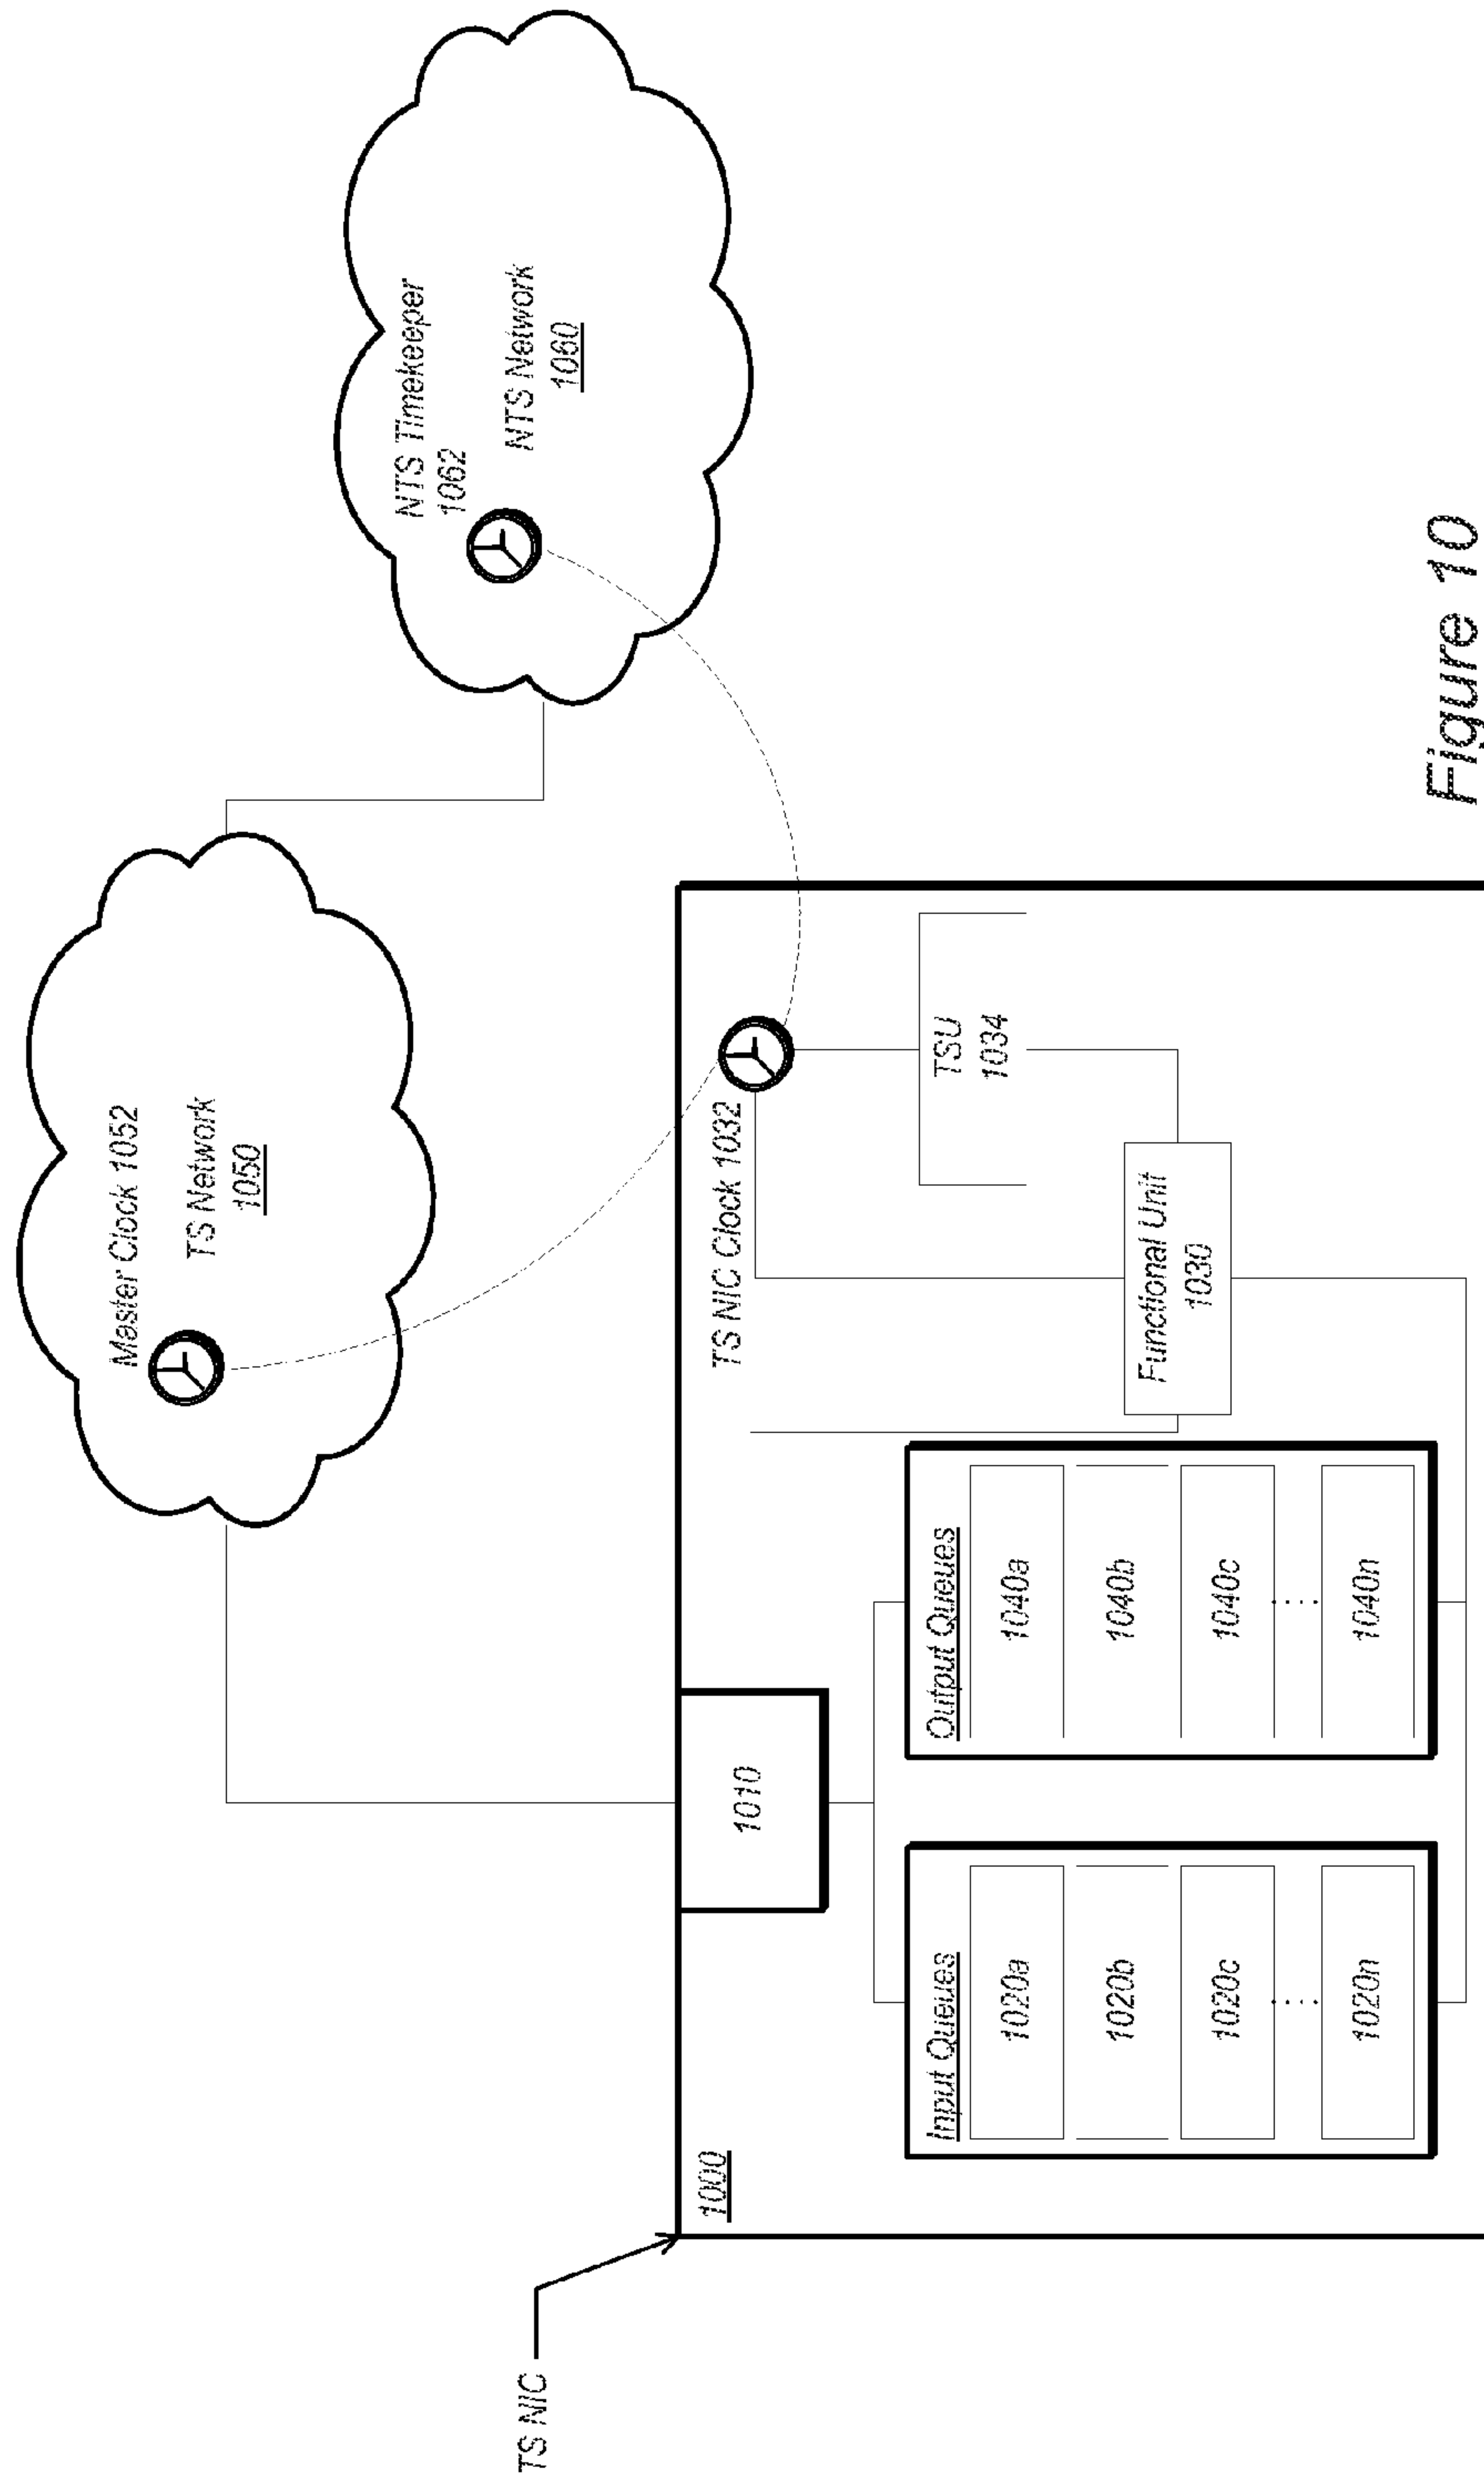 Master Clock 1052
TS Network
1050
NTS Timekeeper
1062
NTS Network
1060
TS NIC
1000
1010
TS NIC Clock 1032
TSU
1034
Input Queues
1020a
1020b
1020c
....
1020n
Output Queues
1040a
1040b
1040c
....
1040n
Functional Unit
1030
Figure 10